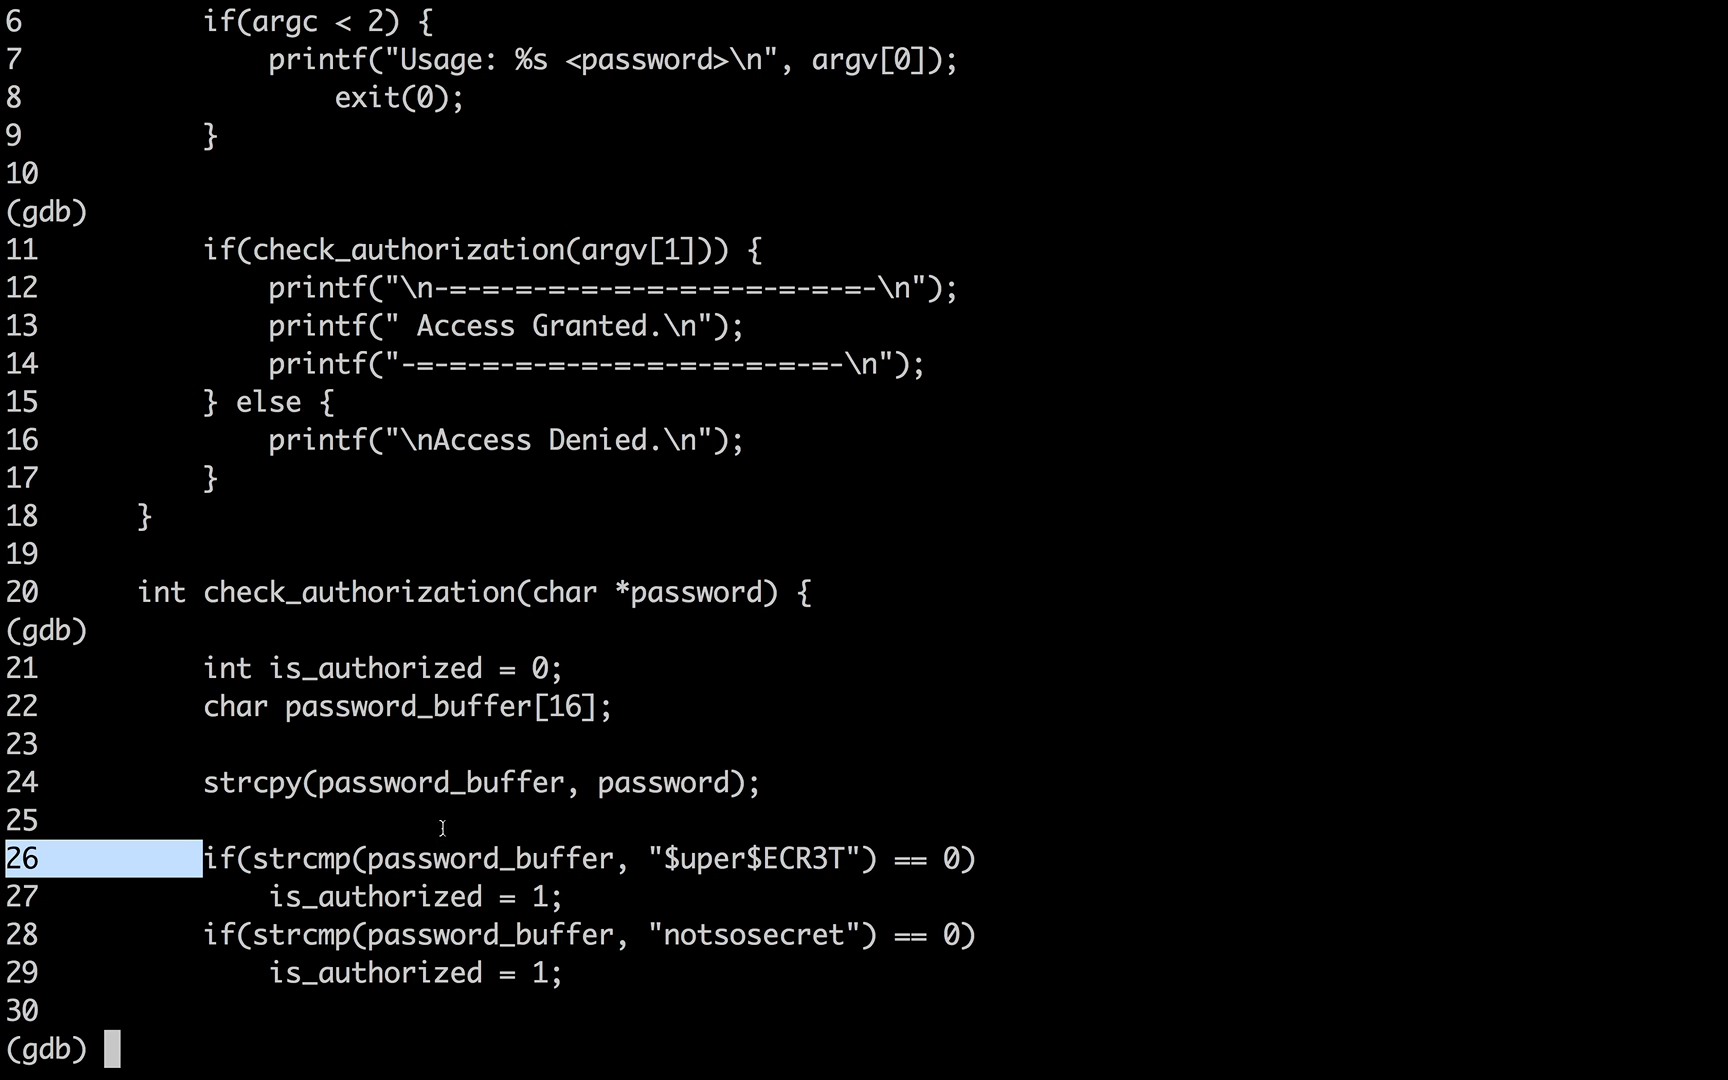 6 if(argc < 2) {
7 printf("Usage: %s <password>\n", argv[0]);
8 exit(0);
9 }
10
(gdb)
11 if(check_authorization(argv[1])) {
12 printf("\n-=-=-=-=-=-=-=-=-=-=-=-=-=-\n");
13 printf(" Access Granted.\n");
14 printf("-=-=-=-=-=-=-=-=-=-=-=-=-=-\n");
15 } else {
16 printf("\nAccess Denied.\n");
17 }
18 }
19
20 int check_authorization(char *password) {
(gdb)
21 int is_authorized = 0;
22 char password_buffer[16];
23
24 strcpy(password_buffer, password);
25
26 if(strcmp(password_buffer, "$uper$ECR3T") == 0)
27 is_authorized = 1;
28 if(strcmp(password_buffer, "notsosecret") == 0)
29 is_authorized = 1;
30
(gdb)